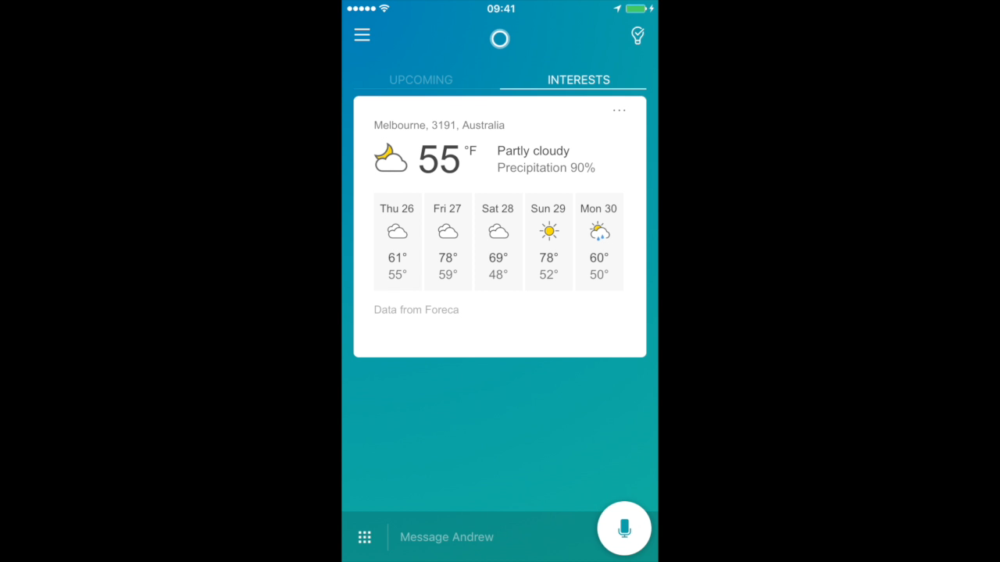 09:41
UPCOMING INTERESTS
...
Melbourne, 3191, Australia
55 °F
Partly cloudy
Precipitation 90%
Thu 26 Fri 27 Sat 28 Sun 29 Mon 30
61° 78° 69° 78° 60°
55° 59° 48° 52° 50°
Data from Foreca
Message Andrew